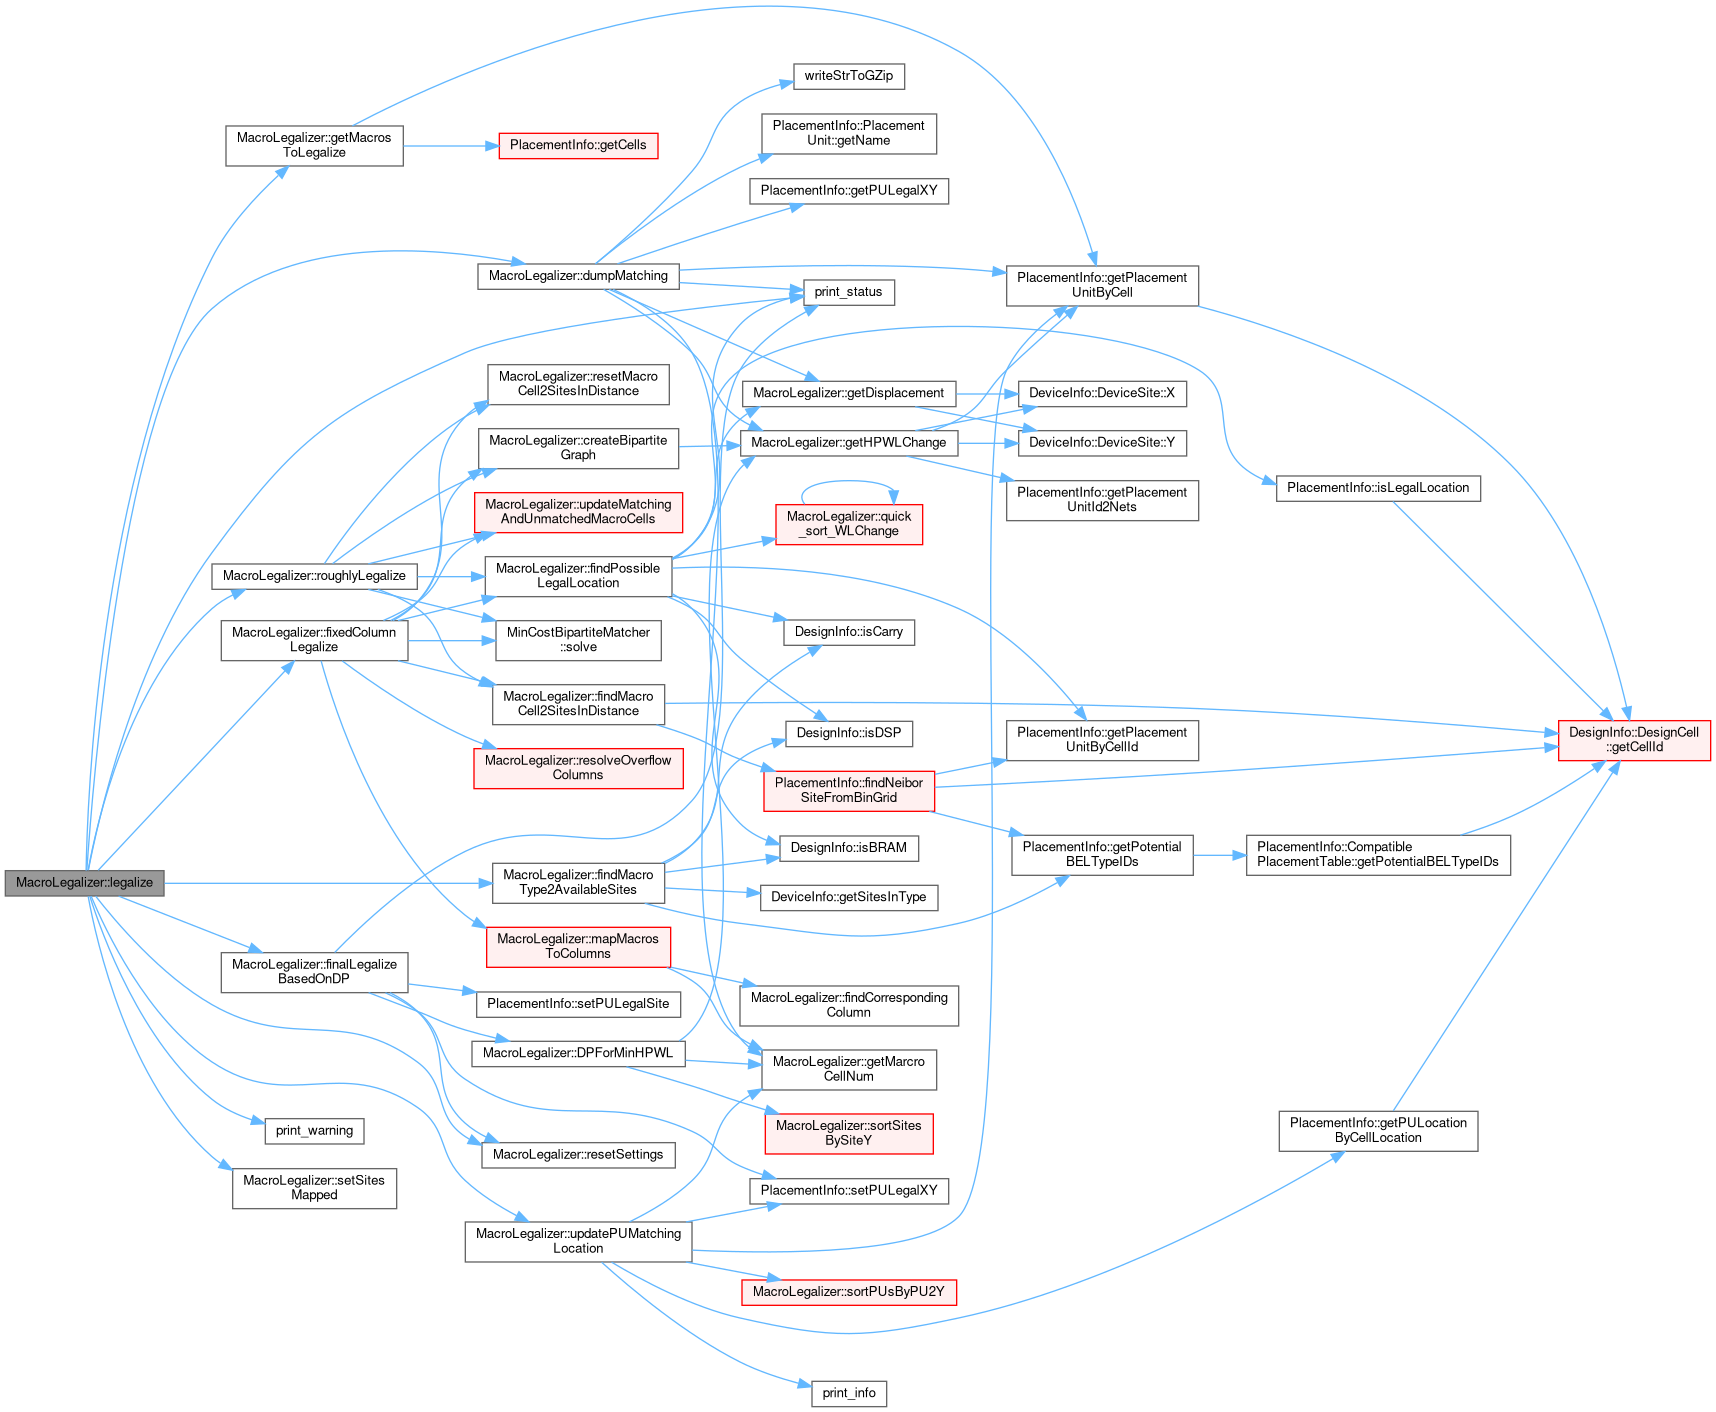 writeStrToGZip
PlacementInfo::Placement
Unit::getName
MacroLegalizer::getMacros
ToLegalize
PlacementInfo::getCells
PlacementInfo::getPULegalXY
MacroLegalizer::dumpMatching
print_status
PlacementInfo::getPlacement
UnitByCell
MacroLegalizer::resetMacro
Cell2SitesInDistance
MacroLegalizer::getDisplacement
DeviceInfo::DeviceSite::X
MacroLegalizer::createBipartite
Graph
MacroLegalizer::getHPWLChange
DeviceInfo::DeviceSite::Y
PlacementInfo::isLegalLocation
MacroLegalizer::updateMatching
AndUnmatchedMacroCells
MacroLegalizer::quick
_sort_WLChange
PlacementInfo::getPlacement
UnitId2Nets
MacroLegalizer::roughlyLegalize
MacroLegalizer::findPossible
LegalLocation
MacroLegalizer::fixedColumn
Legalize
MinCostBipartiteMatcher
::solve
DesignInfo::isCarry
MacroLegalizer::findMacro
Cell2SitesInDistance
DesignInfo::isDSP
PlacementInfo::getPlacement
UnitByCellId
DesignInfo::DesignCell
::getCellId
MacroLegalizer::resolveOverflow
Columns
PlacementInfo::findNeibor
SiteFromBinGrid
DesignInfo::isBRAM
PlacementInfo::getPotential
BELTypeIDs
PlacementInfo::Compatible
PlacementTable::getPotentialBELTypeIDs
MacroLegalizer::legalize
MacroLegalizer::findMacro
Type2AvailableSites
DeviceInfo::getSitesInType
MacroLegalizer::mapMacros
ToColumns
MacroLegalizer::finalLegalize
BasedOnDP
PlacementInfo::setPULegalSite
MacroLegalizer::findCorresponding
Column
MacroLegalizer::DPForMinHPWL
MacroLegalizer::getMarcro
CellNum
print_warning
MacroLegalizer::resetSettings
MacroLegalizer::sortSites
BySiteY
PlacementInfo::getPULocation
ByCellLocation
MacroLegalizer::setSites
Mapped
PlacementInfo::setPULegalXY
MacroLegalizer::updatePUMatching
Location
MacroLegalizer::sortPUsByPU2Y
print_info